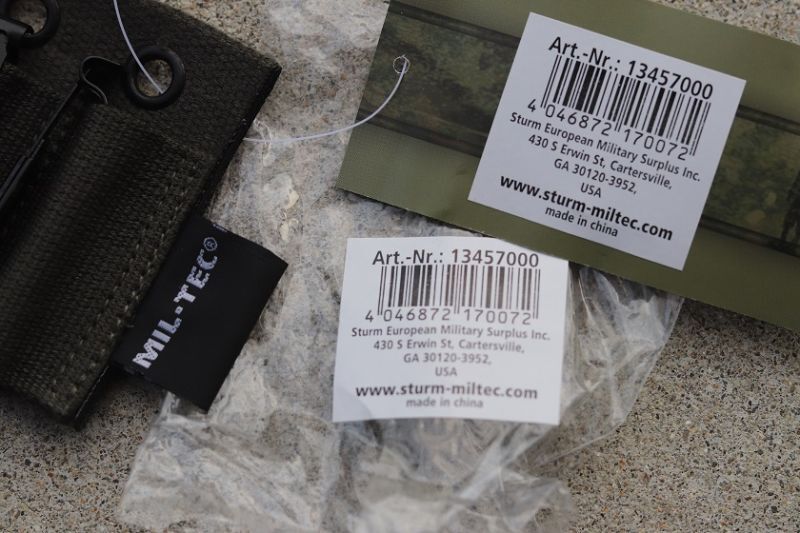 Art.-Nr.: 13457000
4 046872 170072
Sturm European Military Surplus Inc.
430 S Erwin St, Cartersville,
GA 30120-3952,
USA
www.sturm-miltec.com
made in china
MIL-TEC®
Art.-Nr.: 13457000
4 046872 170072
Sturm European Military Surplus Inc.
430 S Erwin St, Cartersville,
GA 30120-3952,
USA
www.sturm-miltec.com
made in china